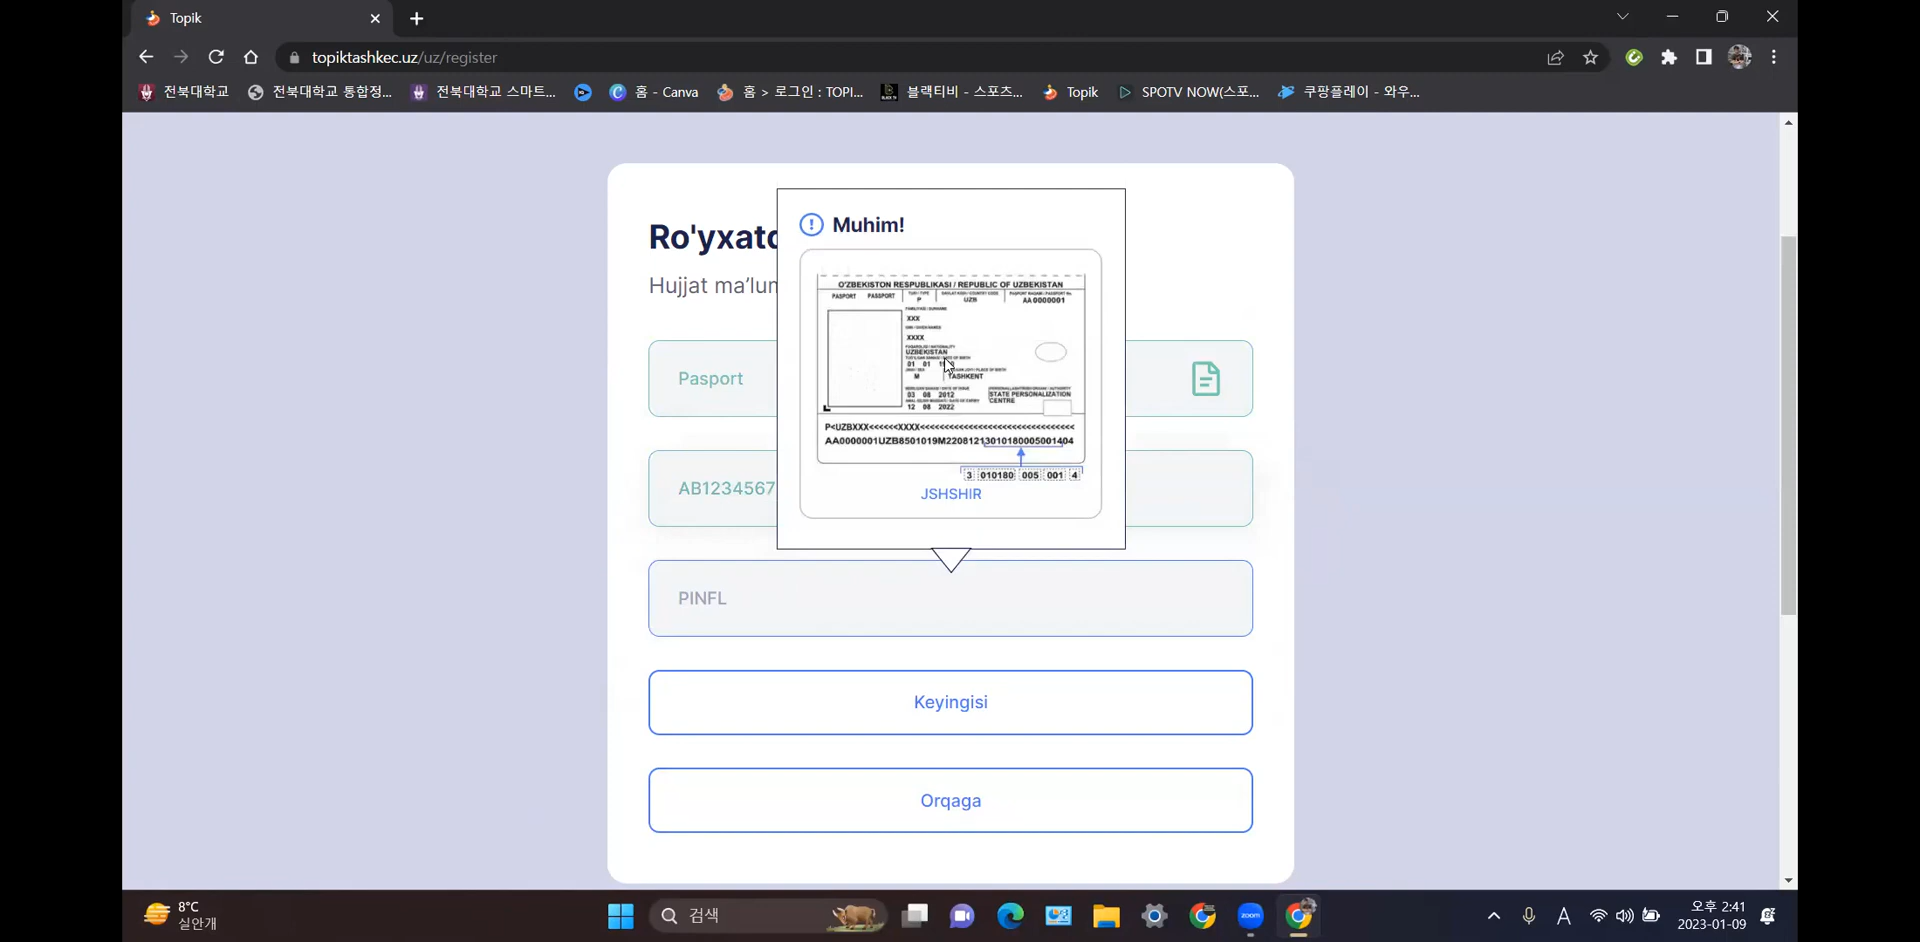 Topik
topiktashkec.uz/uz/register
전북대학교
전북대학교 통합정...
전북대학교 스마트...
홈 - Canva
홈 > 로그인 : TOPI...
블랙티비 - 스포츠...
Topik
SPOTV NOW(스포...
쿠팡플레이 - 와우...
Ro'yxatd
Muhim!
Hujjat ma’lum
O'ZBEKISTON RESPUBLIKASI / REPUBLIC OF UZBEKISTAN
PASPORT PASSPORT
P
UZB
AA 0000001
XXX
XXXX
UZBEKISTAN
01 01
M
TASHKENT
03 08 2012
STATE PERSONALIZATION
CENTRE
12 08 2022
P<UZBXXX<<<<<<XXXX<<<<<<<<<<<<<<<<<<<<<<<<<<
AA0000001UZB8501019M22081213010180005001404
3 010180 005 001 4
JSHSHIR
Pasport
AB1234567
PINFL
Keyingisi
Orqaga
8°C
실안개
검색
zoom
A
오후 2:41
2023-01-09